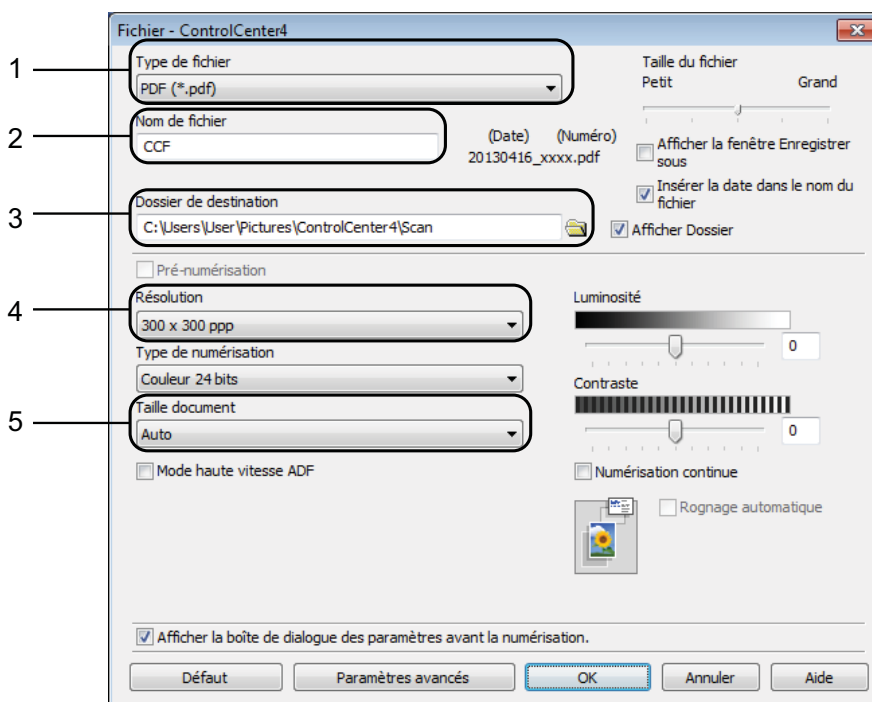 Fichier - ControlCenter4
1
Type de fichier
PDF (*.pdf)
Taille du fichier
Petit Grand
2
Nom de fichier
CCF
(Date) (Numéro)
20130416_xxxx.pdf
Afficher la fenêtre Enregistrer
sous
Insérer la date dans le nom du
fichier
3
Dossier de destination
C:\Users\User\Pictures\ControlCenter4\Scan
Afficher Dossier
Pré-numérisation
4
Résolution
300 x 300 ppp
Luminosité
0
Type de numérisation
Couleur 24 bits
Contraste
0
5
Taille document
Auto
Mode haute vitesse ADF
Numérisation continue
Rognage automatique
Afficher la boîte de dialogue des paramètres avant la numérisation.
Défaut Paramètres avancés OK Annuler Aide